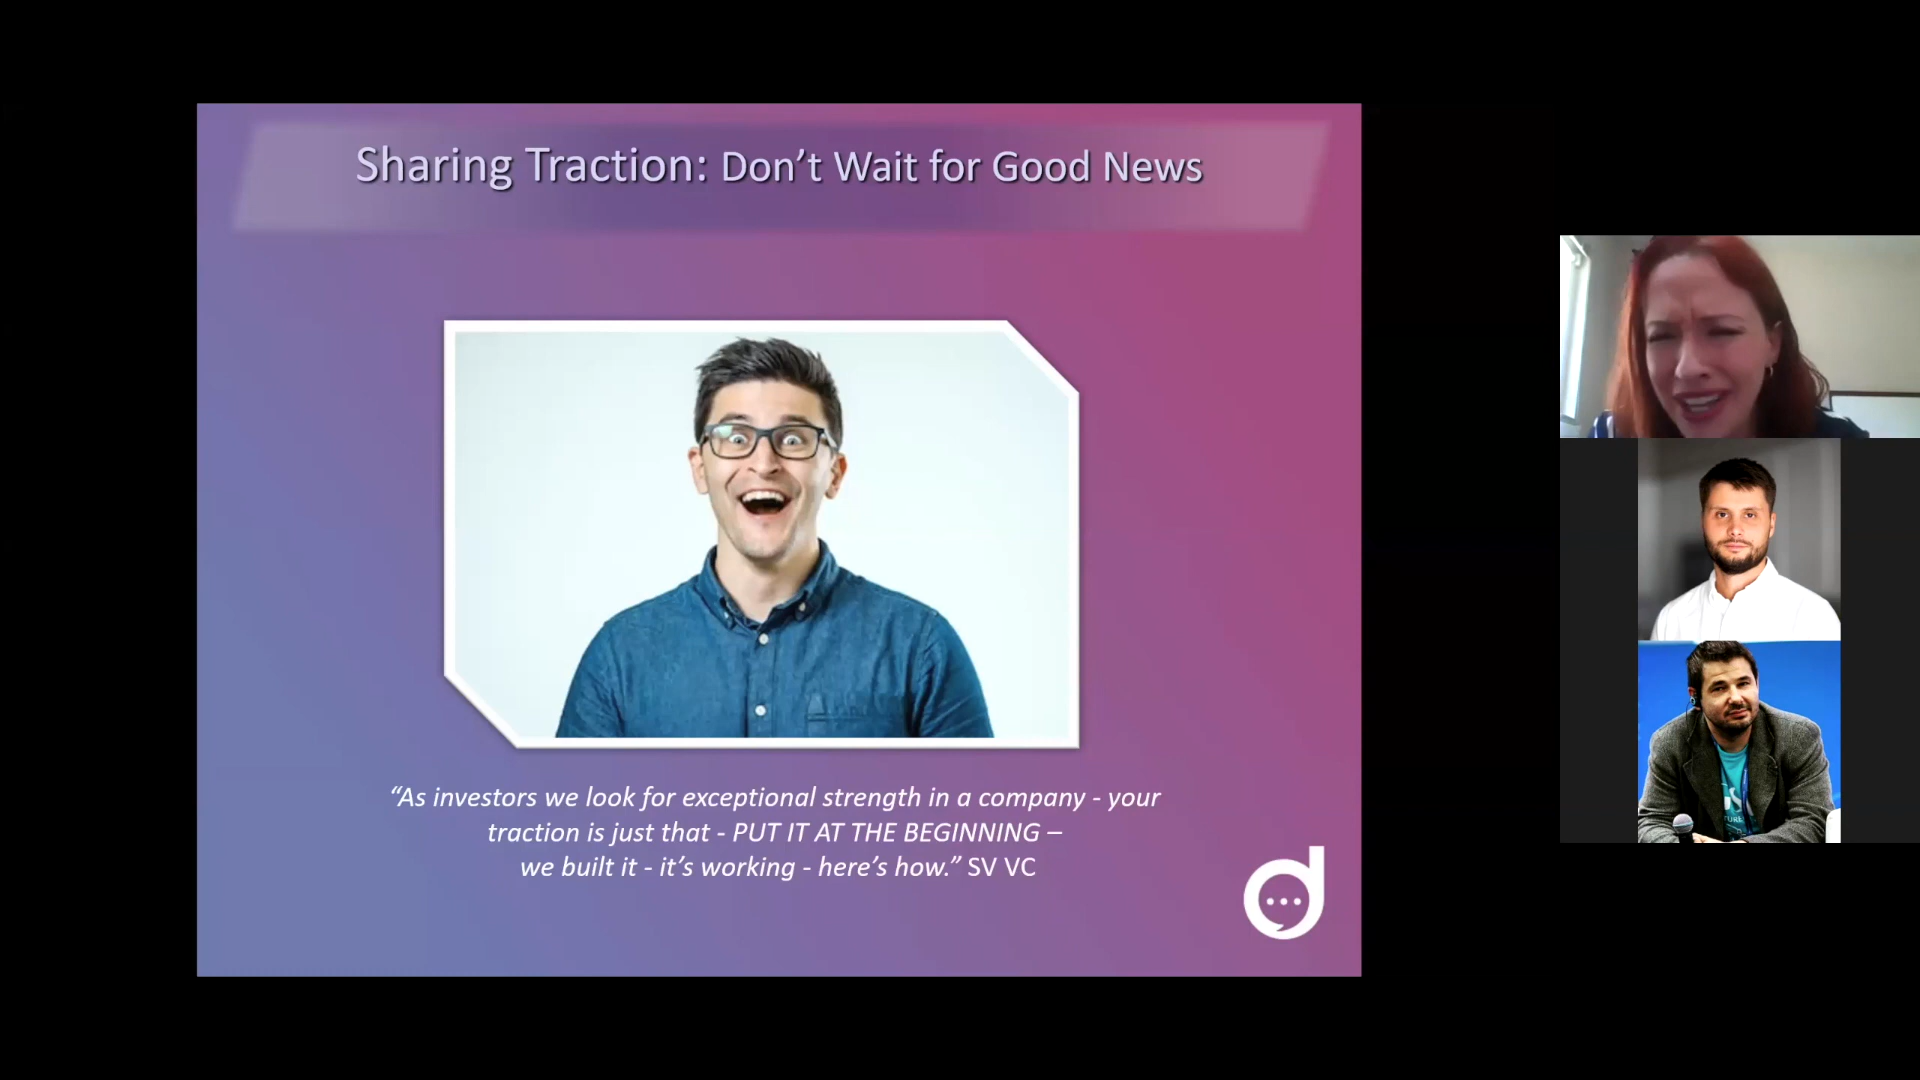 Sharing Traction: Don’t Wait for Good News
“As investors we look for exceptional strength in a company - your
traction is just that - PUT IT AT THE BEGINNING –
we built it - it’s working - here’s how.” SV VC